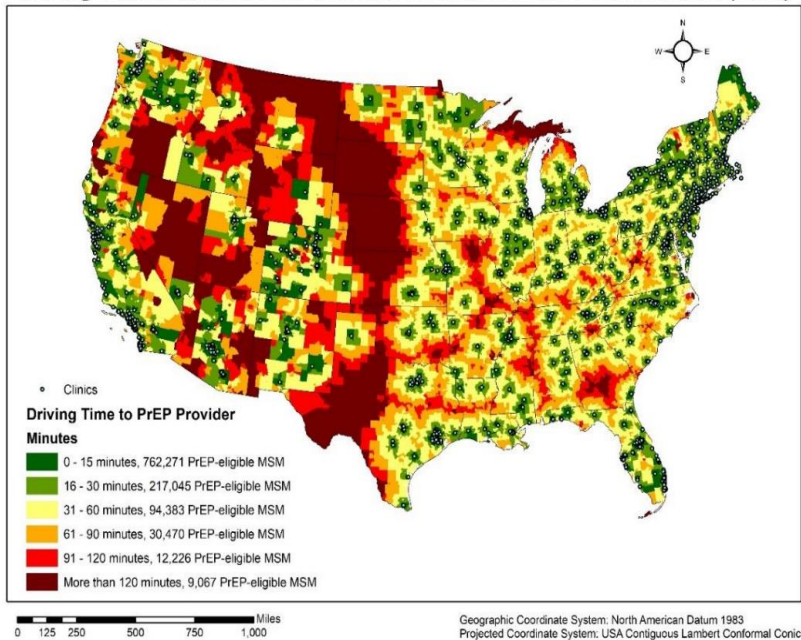 N
W E
S
Clinics
Driving Time to PrEP Provider
Minutes
0 - 15 minutes, 762,271 PrEP-eligible MSM
16 - 30 minutes, 217,045 PrEP-eligible MSM
31 - 60 minutes, 94,383 PrEP-eligible MSM
61 - 90 minutes, 30,470 PrEP-eligible MSM
91 - 120 minutes, 12,226 PrEP-eligible MSM
More than 120 minutes, 9,067 PrEP-eligible MSM
Miles
0 125 250 500 750 1,000
Geographic Coordinate System: North American Datum 1983
Projected Coordinate System: USA Contiguous Lambert Conformal Conic